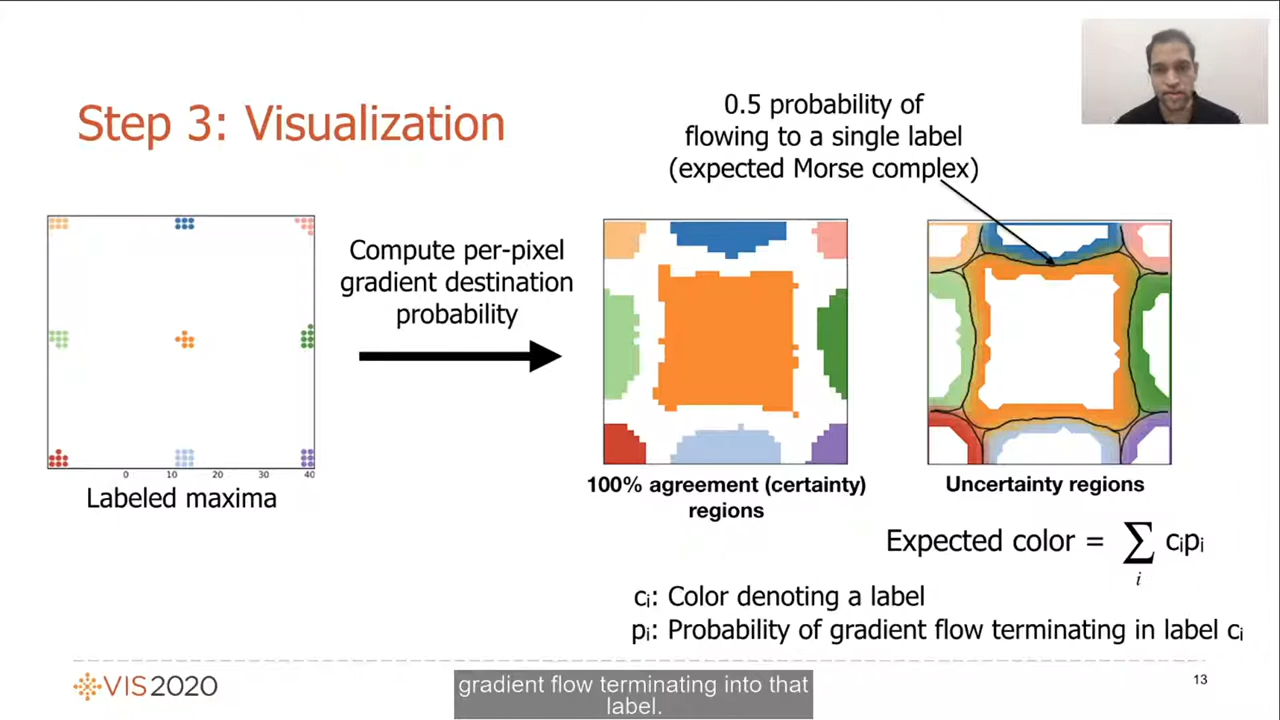 Step 3: Visualization
0.5 probability of
flowing to a single label
(expected Morse complex)
Compute per-pixel
gradient destination
probability
0
10
20
30
40
Labeled maxima
100% agreement (certainty)
regions
Uncertainty regions
Expected color = ∑ cᵢpᵢ
i
cᵢ: Color denoting a label
pᵢ: Probability of gradient flow terminating in label cᵢ
VIS2020
gradient flow terminating into that
label.
13